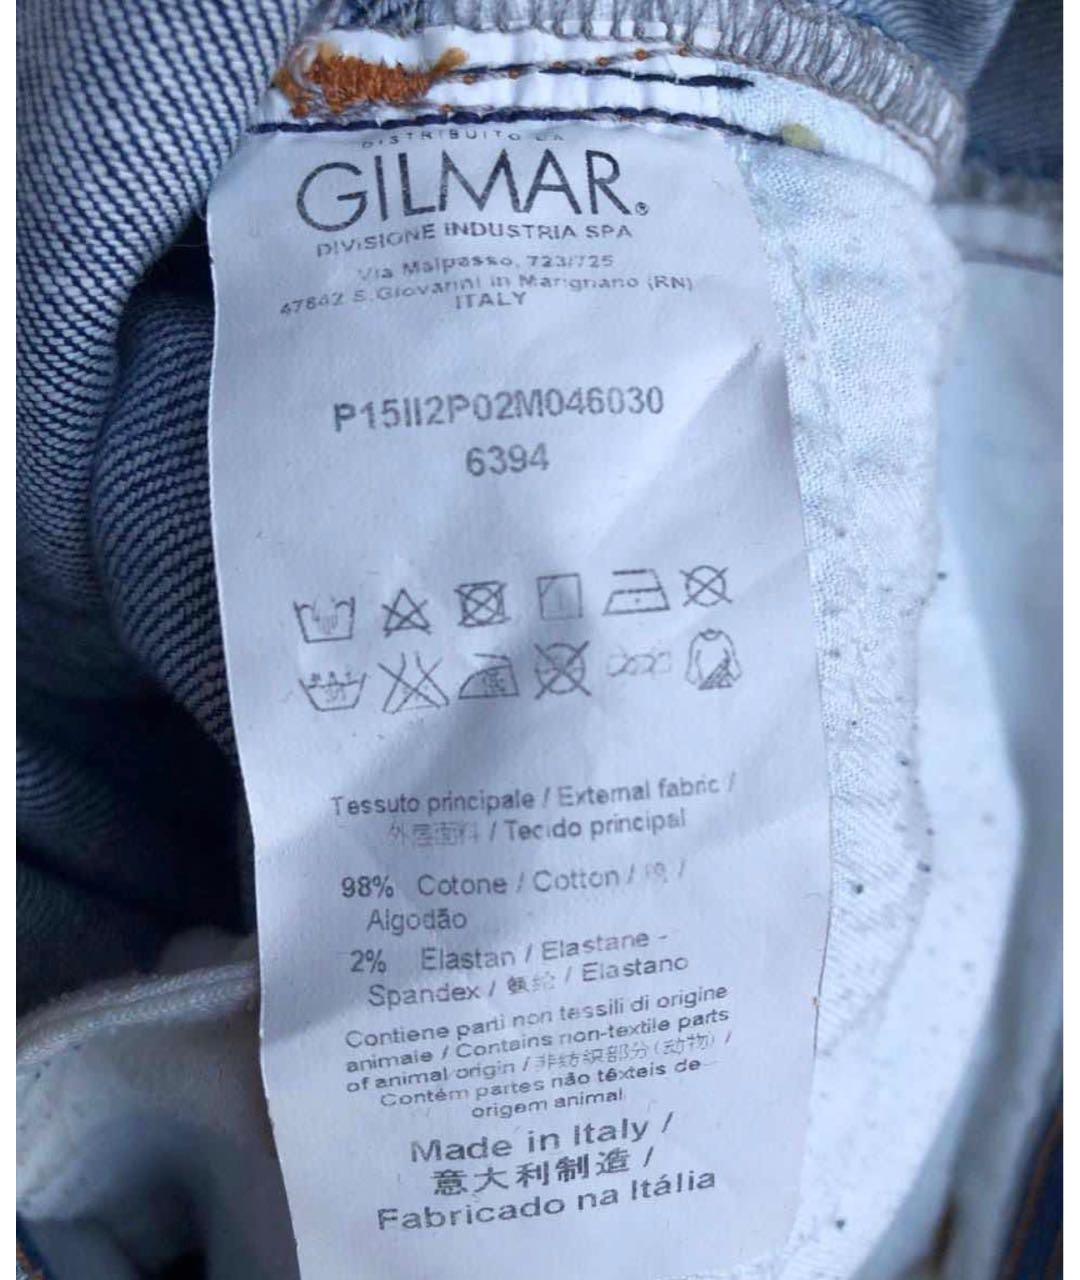 DISTRIBUITO DA
GILMAR®
DIVISIONE INDUSTRIA SPA
Via Malpasso, 723/725
47842 S.Giovanni in Marignano (RN)
ITALY
P15II2P02M046030
6394
Tessuto principale / External fabric /
外层面料 / Tecido principal
98% Cotone / Cotton / 棉 /
Algodão
2% Elastan / Elastane -
Spandex / 氨纶 / Elastano
Contiene parti non tessili di origine
animale / Contains non-textile parts
of animal origin / 非纺织部分(动物) /
Contém partes não têxteis de
origem animal
Made in Italy /
意大利制造 /
Fabricado na Itália